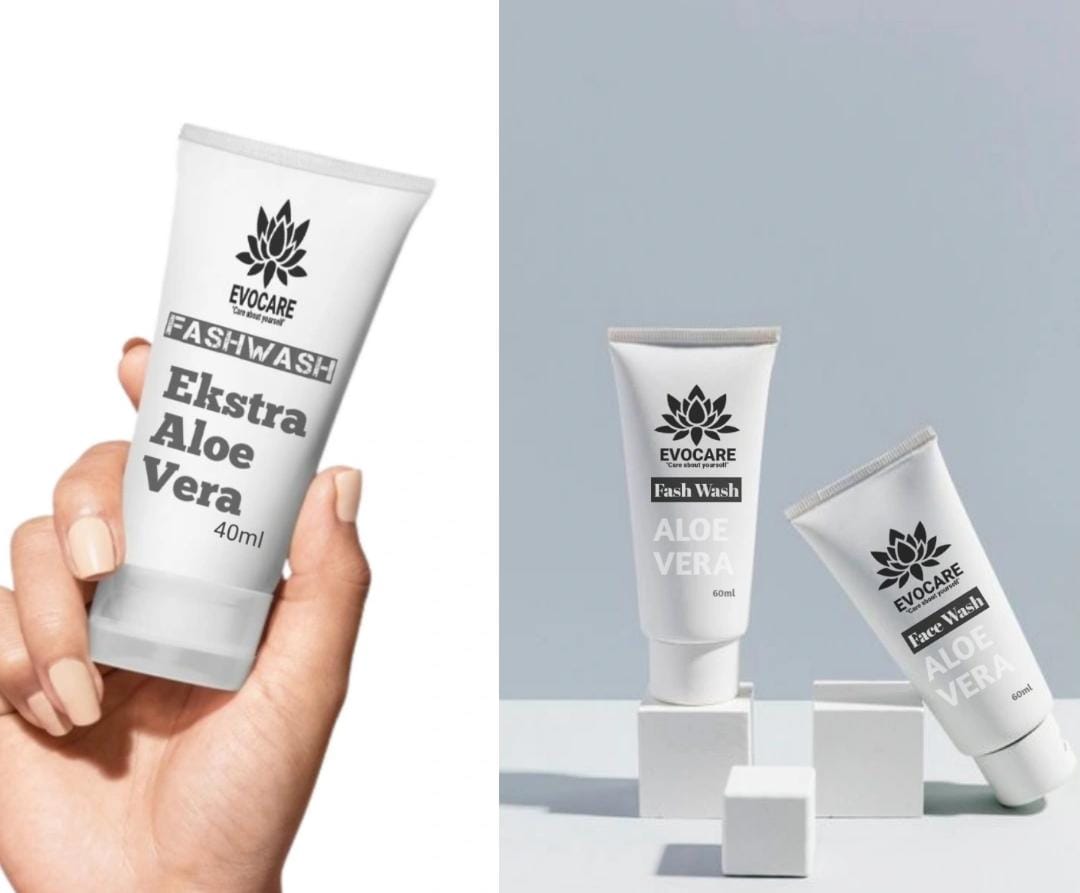 EVOCARE
"Care about yourself"
FASHWASH
Ekstra
Aloe
Vera
40ml
EVOCARE
"Care about yourself"
Fash Wash
ALOE
VERA
60ml
EVOCARE
"Care about yourself"
Face Wash
ALOE
VERA
60ml